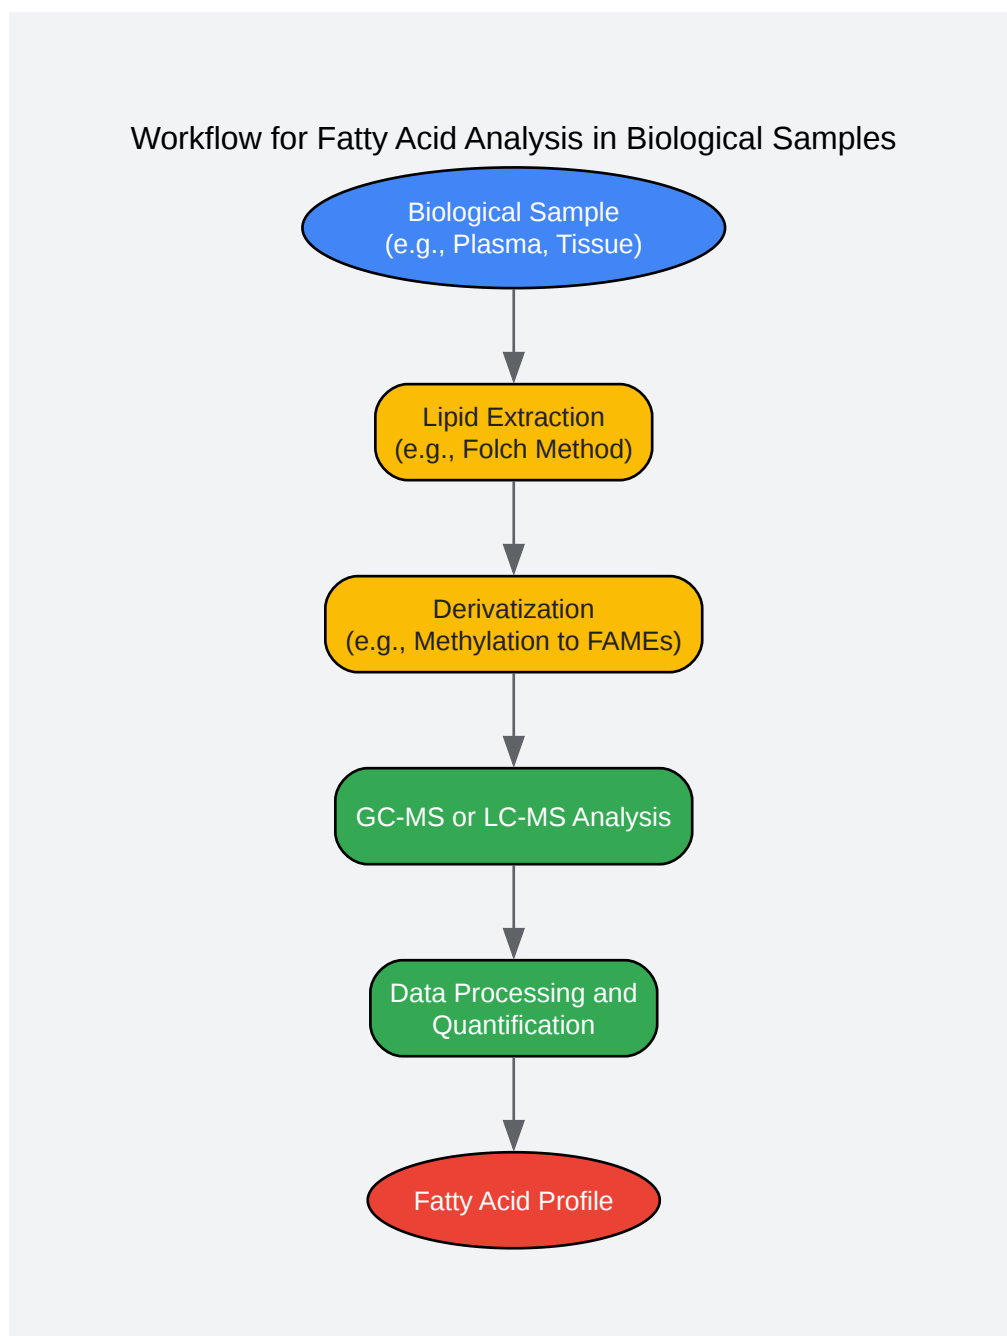 Workflow for Fatty Acid Analysis in Biological Samples
Biological Sample
(e.g., Plasma, Tissue)
Lipid Extraction
(e.g., Folch Method)
Derivatization
(e.g., Methylation to FAMEs)
GC-MS or LC-MS Analysis
Data Processing and
Quantification
Fatty Acid Profile